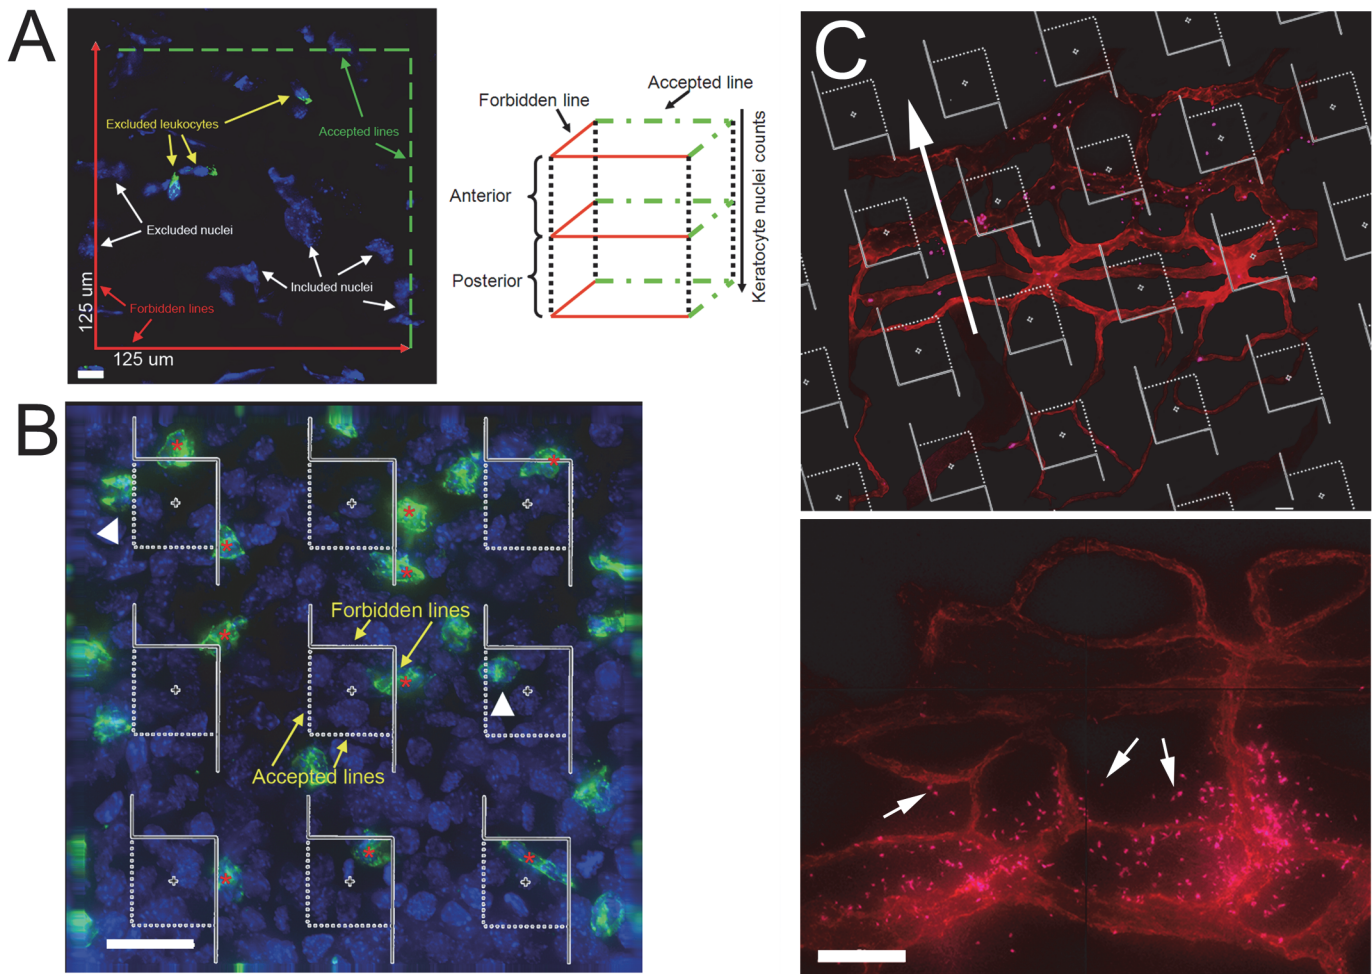 A
Excluded leukocytes
Accepted lines
Excluded nuclei
Included nuclei
Forbidden lines
125 um
125 um
Accepted line
Forbidden line
Anterior
Posterior
Keratocyte nuclei counts
B
Forbidden lines
Accepted lines
C